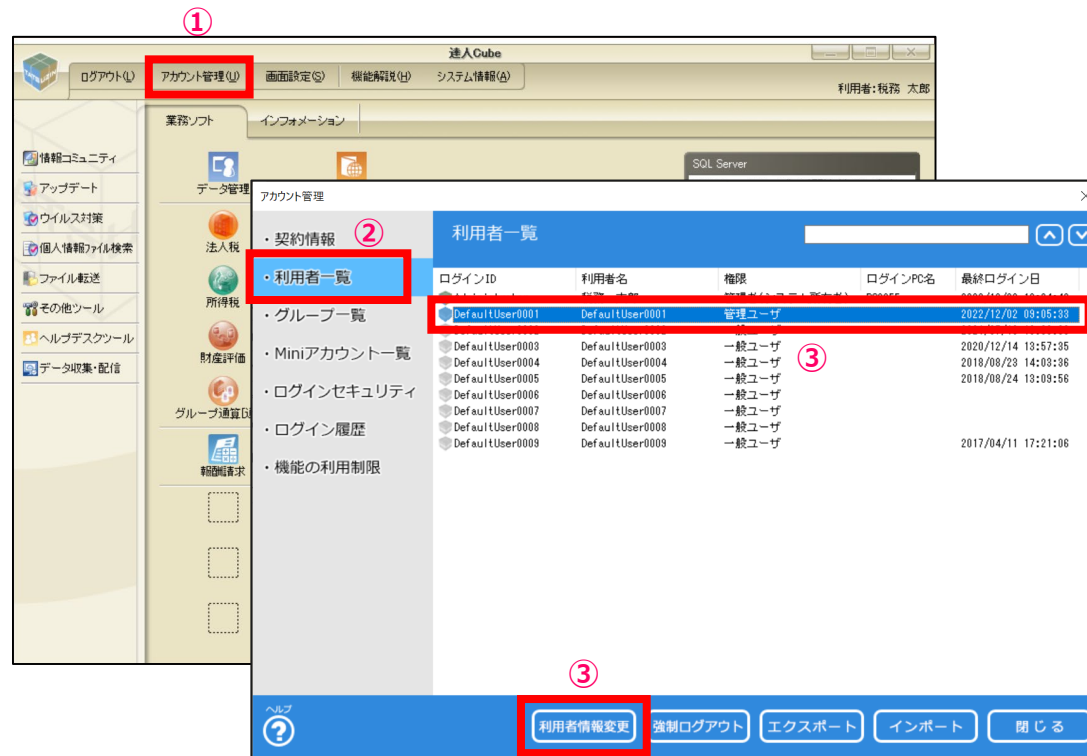 ①
達人Cube
ログアウト(L) アカウント管理(U) 画面設定(S) 機能解説(H) システム情報(A)
利用者:税務 太郎
業務ソフト インフォメーション
情報コミュニティ
アップデート
ウイルス対策
個人情報ファイル検索
ファイル転送
その他ツール
ヘルプデスクツール
データ収集・配信
データ管理
法人税
所得税
財産評価
グループ通算
報酬請求
SQL Server
アカウント管理
・契約情報
②
・利用者一覧
・グループ一覧
・Miniアカウント一覧
・ログインセキュリティ
・ログイン履歴
・機能の利用制限
利用者一覧
ログインID 利用者名 権限 ログインPC名 最終ログイン日
DefaultUser0001 DefaultUser0001 管理ユーザ 2022/12/02 09:05:33
DefaultUser0003 DefaultUser0003 一般ユーザ 2020/12/14 13:57:35
③
DefaultUser0004 DefaultUser0004 一般ユーザ 2018/08/23 14:03:36
DefaultUser0005 DefaultUser0005 一般ユーザ 2018/08/24 13:09:56
DefaultUser0006 DefaultUser0006 一般ユーザ
DefaultUser0007 DefaultUser0007 一般ユーザ
DefaultUser0008 DefaultUser0008 一般ユーザ
DefaultUser0009 DefaultUser0009 一般ユーザ 2017/04/11 17:21:06
③
ヘルプ
?
利用者情報変更 強制ログアウト エクスポート インポート 閉じる